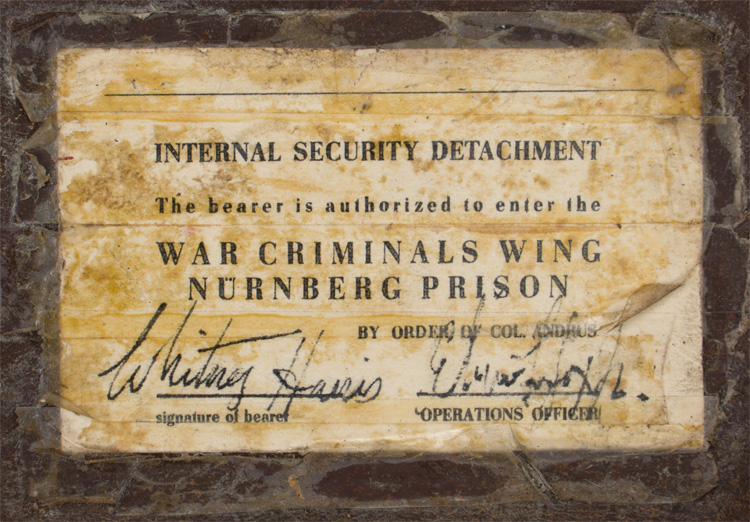 INTERNAL SECURITY DETACHMENT
The bearer is authorized to enter the
WAR CRIMINALS WING
NÜRNBERG PRISON
BY ORDER OF COL. ANDRUS
Whitney Harris
signature of bearer
OPERATIONS OFFICER